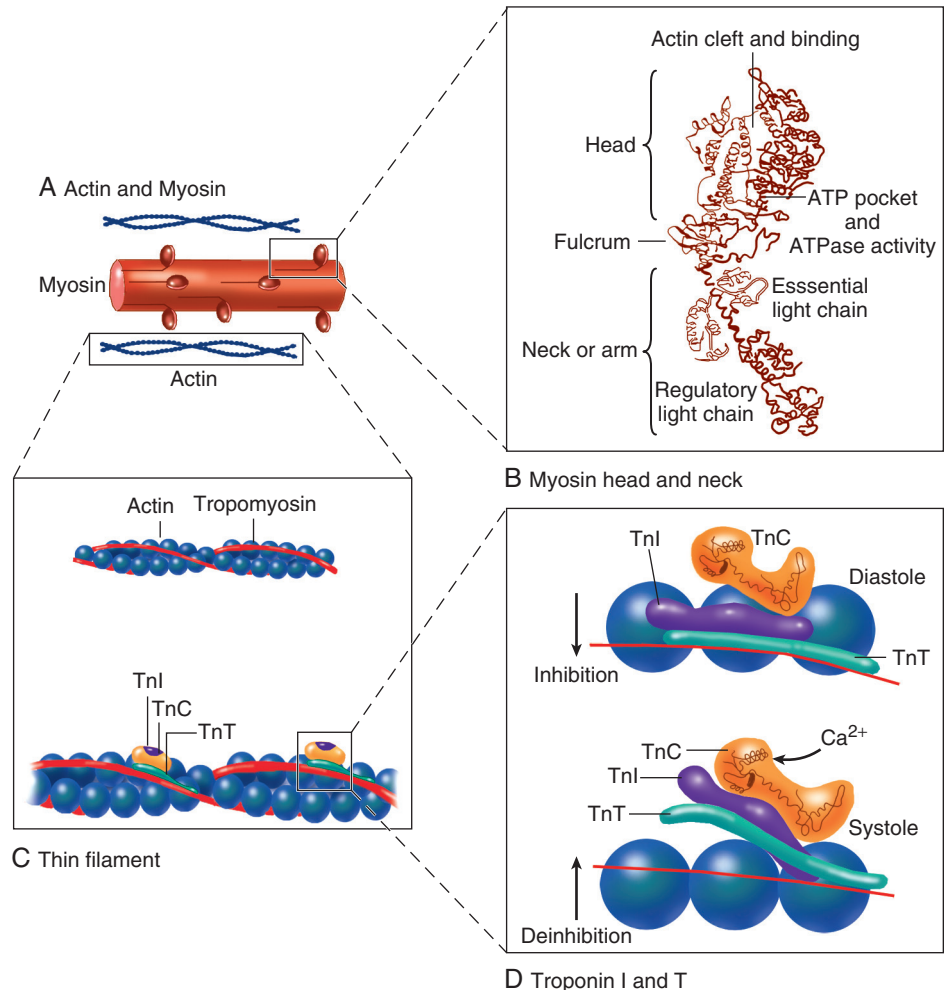 A Actin and Myosin
Myosin
Actin
Actin cleft and binding
Head
ATP pocket
and
ATPase activity
Fulcrum
Esssential
light chain
Neck or arm
Regulatory
light chain
B Myosin head and neck
Actin
Tropomyosin
TnI
TnC
TnT
C Thin filament
TnI
TnC
Diastole
TnT
Inhibition
TnC
Ca2+
TnI
TnT
Systole
Deinhibition
D Troponin I and T